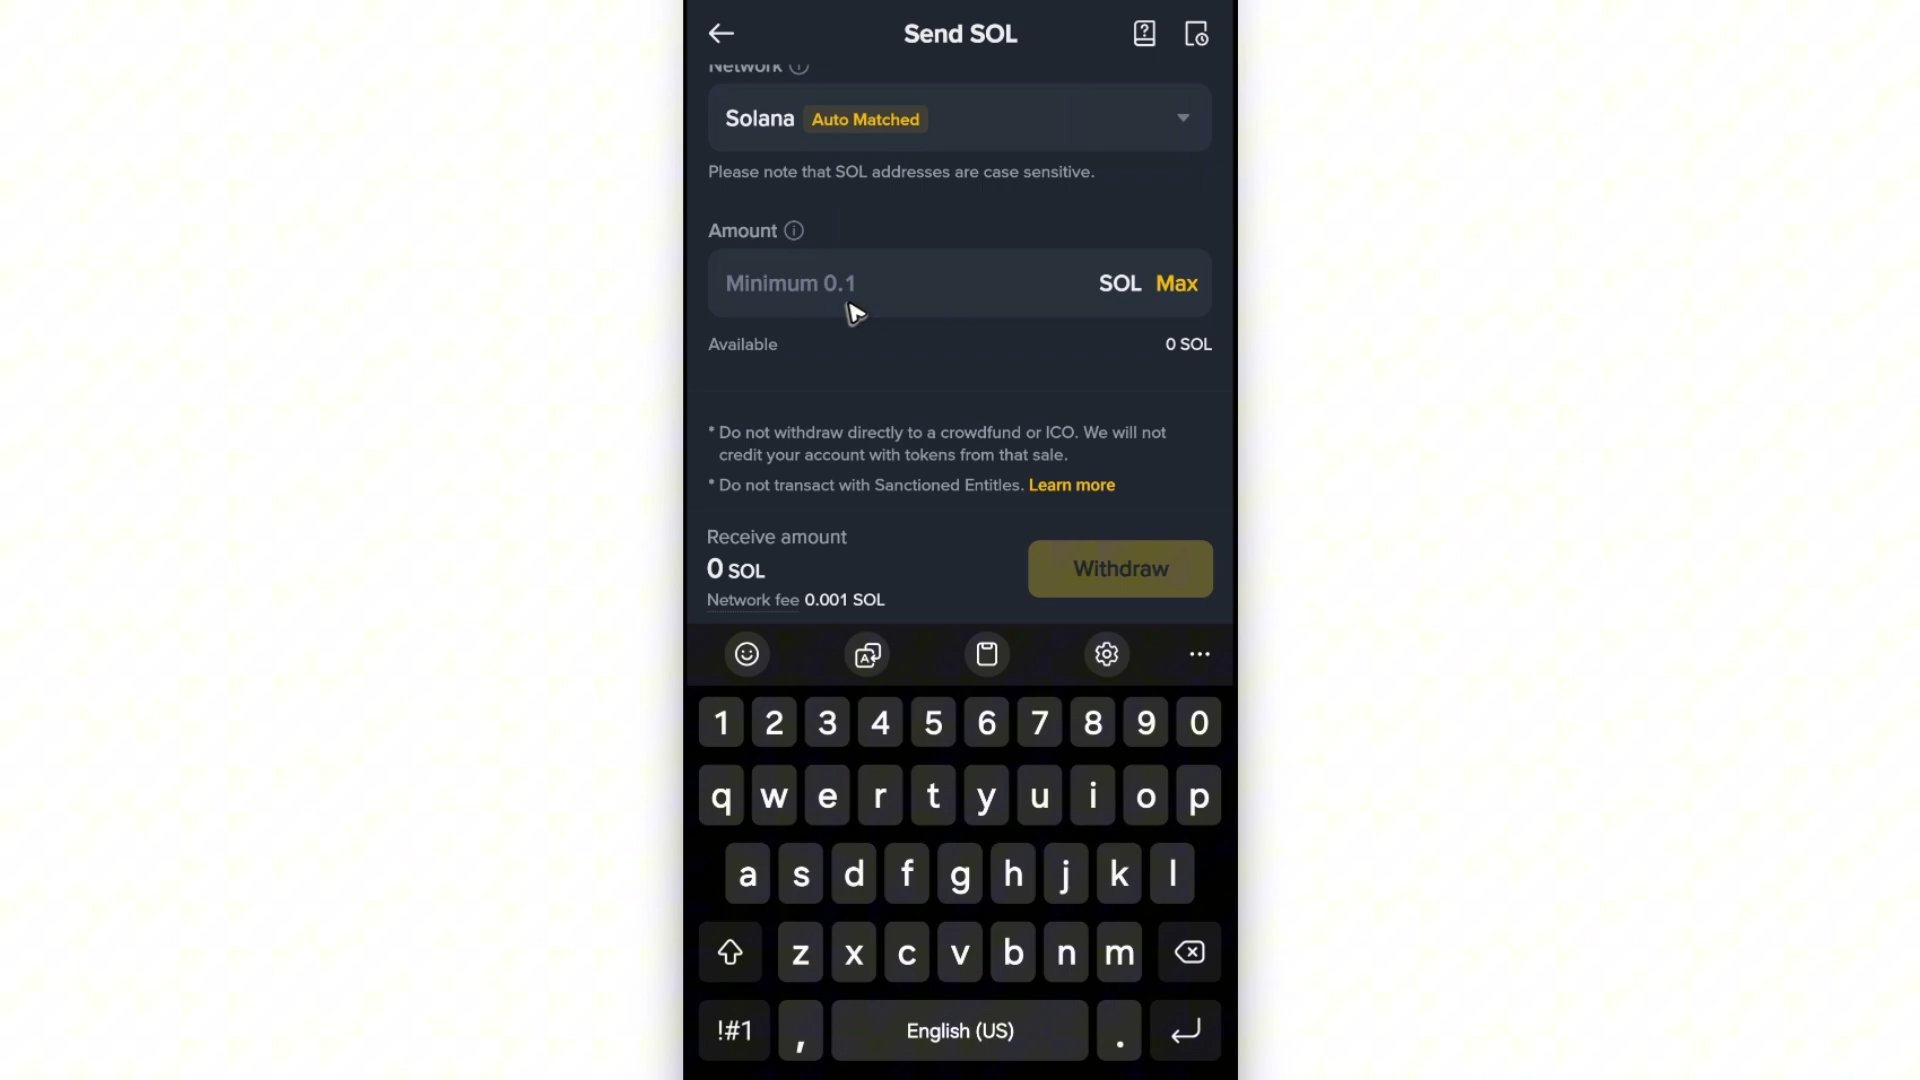 Send SOL
Network
Solana Auto Matched
Please note that SOL addresses are case sensitive.
Amount
Minimum 0.1 SOL Max
Available 0 SOL
* Do not withdraw directly to a crowdfund or ICO. We will not
credit your account with tokens from that sale.
* Do not transact with Sanctioned Entitles. Learn more
Receive amount
0 SOL
Withdraw
Network fee 0.001 SOL
1 2 3 4 5 6 7 8 9 0
q w e r t y u i o p
a s d f g h j k l
z x c v b n m
!#1 , English (US) .